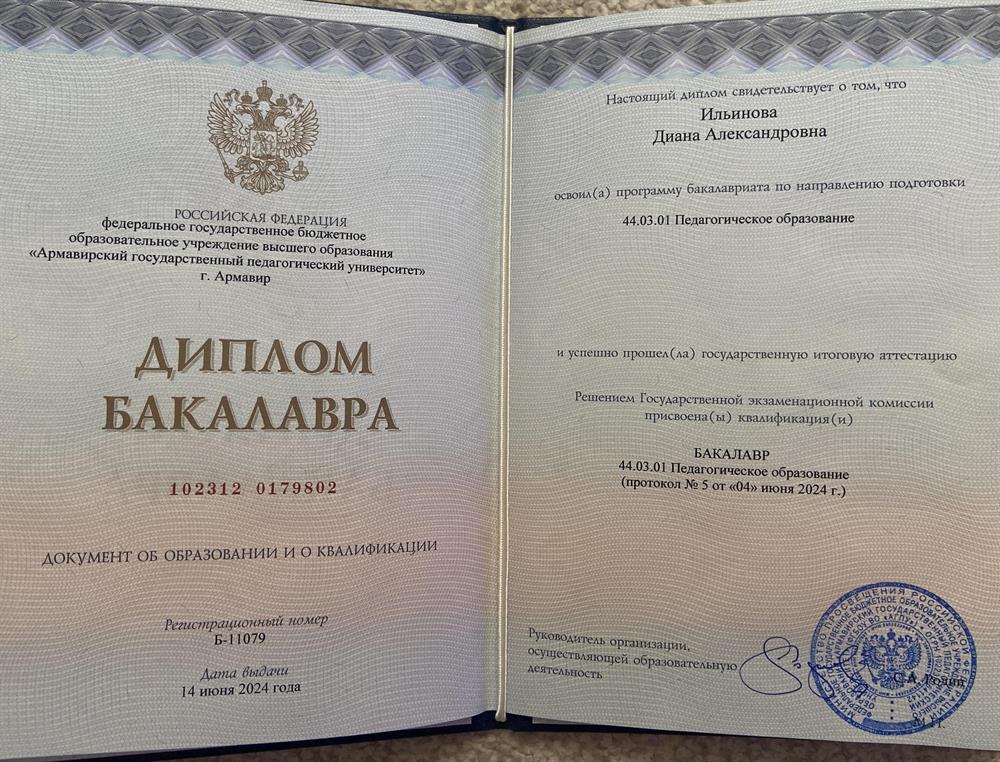 РОССИЙСКАЯ ФЕДЕРАЦИЯ
федеральное государственное бюджетное
образовательное учреждение высшего образования
«Армавирский государственный педагогический университет»
г. Армавир
ДИПЛОМ
БАКАЛАВРА
102312 0179802
ДОКУМЕНТ ОБ ОБРАЗОВАНИИ И О КВАЛИФИКАЦИИ
Регистрационный номер
Б-11079
Дата выдачи
14 июня 2024 года
Настоящий диплом свидетельствует о том, что
Ильинова
Диана Александровна
освоил(а) программу бакалавриата по направлению подготовки
44.03.01 Педагогическое образование
и успешно прошел(ла) государственную итоговую аттестацию
Решением Государственной экзаменационной комиссии
присвоена(ы) квалификация(и)
БАКАЛАВР
44.03.01 Педагогическое образование
(протокол № 5 от «04» июня 2024 г.)
Руководитель организации,
осуществляющей образовательную
деятельность
С.А. Родин
М.П.